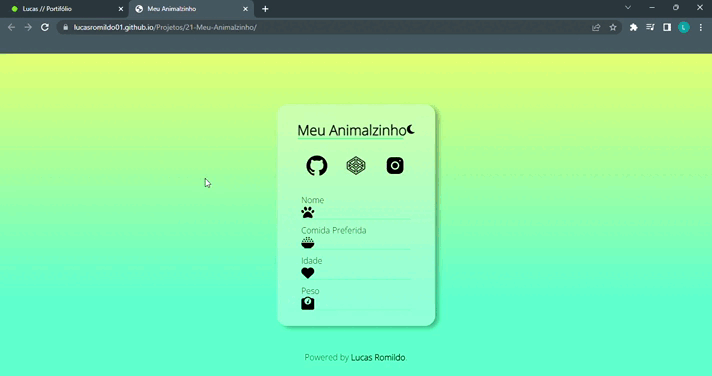 Lucas // Portifólio
Meu Animalzinho
lucasromildo01.github.io/Projetos/21-Meu-Animalzinho/
L
Meu Animalzinho
Nome
Comida Preferida
Idade
Peso
Powered by Lucas Romildo